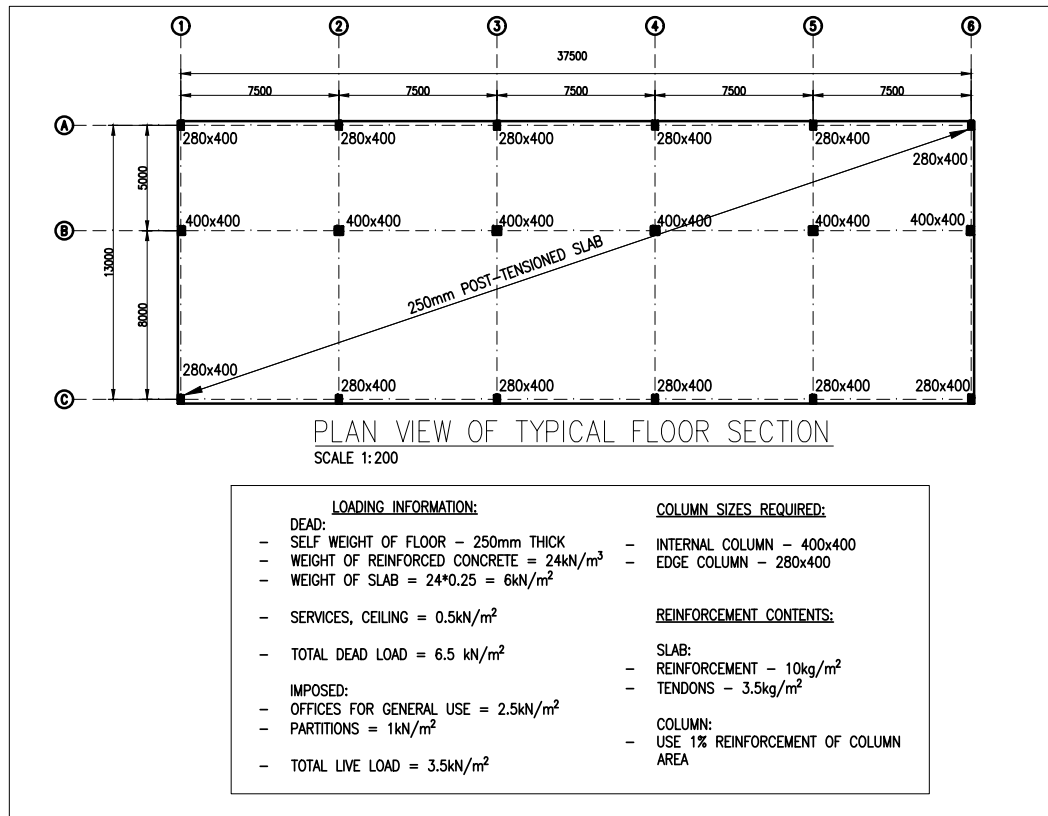 1 2 3 4 5 6
37500
7500 7500 7500 7500 7500
A
280x400 280x400 280x400 280x400 280x400
280x400
5000
B
400x400 400x400 400x400 400x400 400x400 400x400
13000
250mm POST-TENSIONED SLAB
8000
280x400
280x400 280x400 280x400 280x400 280x400
C
PLAN VIEW OF TYPICAL FLOOR SECTION
SCALE 1:200
LOADING INFORMATION:
DEAD:
- SELF WEIGHT OF FLOOR - 250mm THICK
- WEIGHT OF REINFORCED CONCRETE = 24kN/m³
- WEIGHT OF SLAB = 24*0.25 = 6kN/m²
- SERVICES, CEILING = 0.5kN/m²
- TOTAL DEAD LOAD = 6.5 kN/m²
IMPOSED:
- OFFICES FOR GENERAL USE = 2.5kN/m²
- PARTITIONS = 1kN/m²
- TOTAL LIVE LOAD = 3.5kN/m²
COLUMN SIZES REQUIRED:
- INTERNAL COLUMN - 400x400
- EDGE COLUMN - 280x400
REINFORCEMENT CONTENTS:
SLAB:
- REINFORCEMENT - 10kg/m²
- TENDONS - 3.5kg/m²
COLUMN:
- USE 1% REINFORCEMENT OF COLUMN
AREA